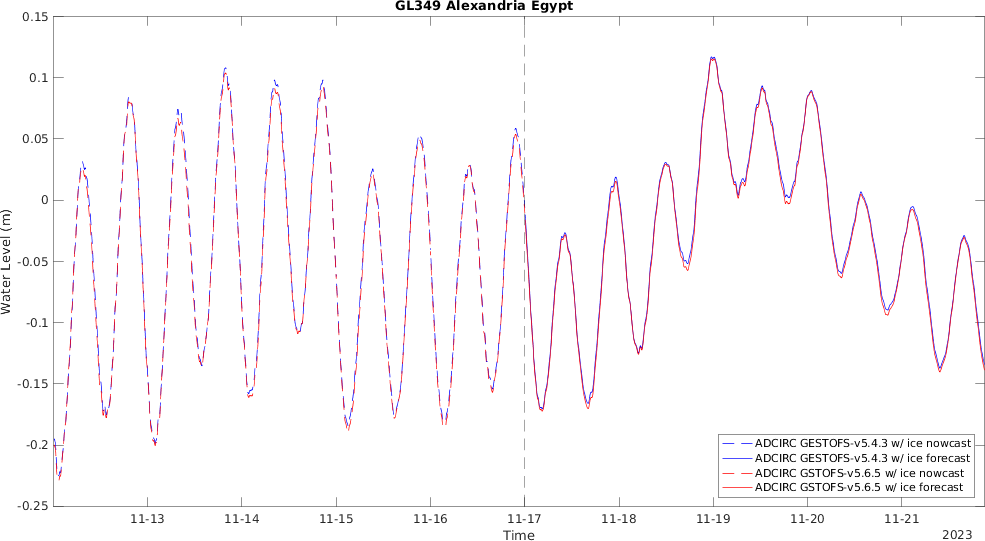 GL349 Alexandria Egypt
0.15
0.1
0.05
0
-0.05
-0.1
-0.15
-0.2
-0.25
Water Level (m)
11-13 11-14 11-15 11-16 11-17 11-18 11-19 11-20 11-21
Time
2023
ADCIRC GESTOFS-v5.4.3 w/ ice nowcast
ADCIRC GESTOFS-v5.4.3 w/ ice forecast
ADCIRC GSTOFS-v5.6.5 w/ ice nowcast
ADCIRC GSTOFS-v5.6.5 w/ ice forecast